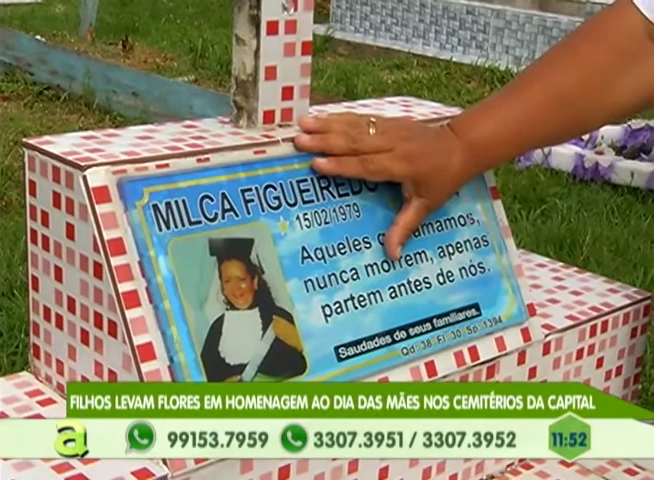 MILCA FIGUEIREDO
15/02/1979
Aqueles amamos,
nunca morrem, apenas
partem antes de nós.
Saudades de seus familiares.
Qd: 38 Fl: 30 Sp: 1394
FILHOS LEVAM FLORES EM HOMENAGEM AO DIA DAS MÃES NOS CEMITÉRIOS DA CAPITAL
a 99153.7959 3307.3951 / 3307.3952 11:52